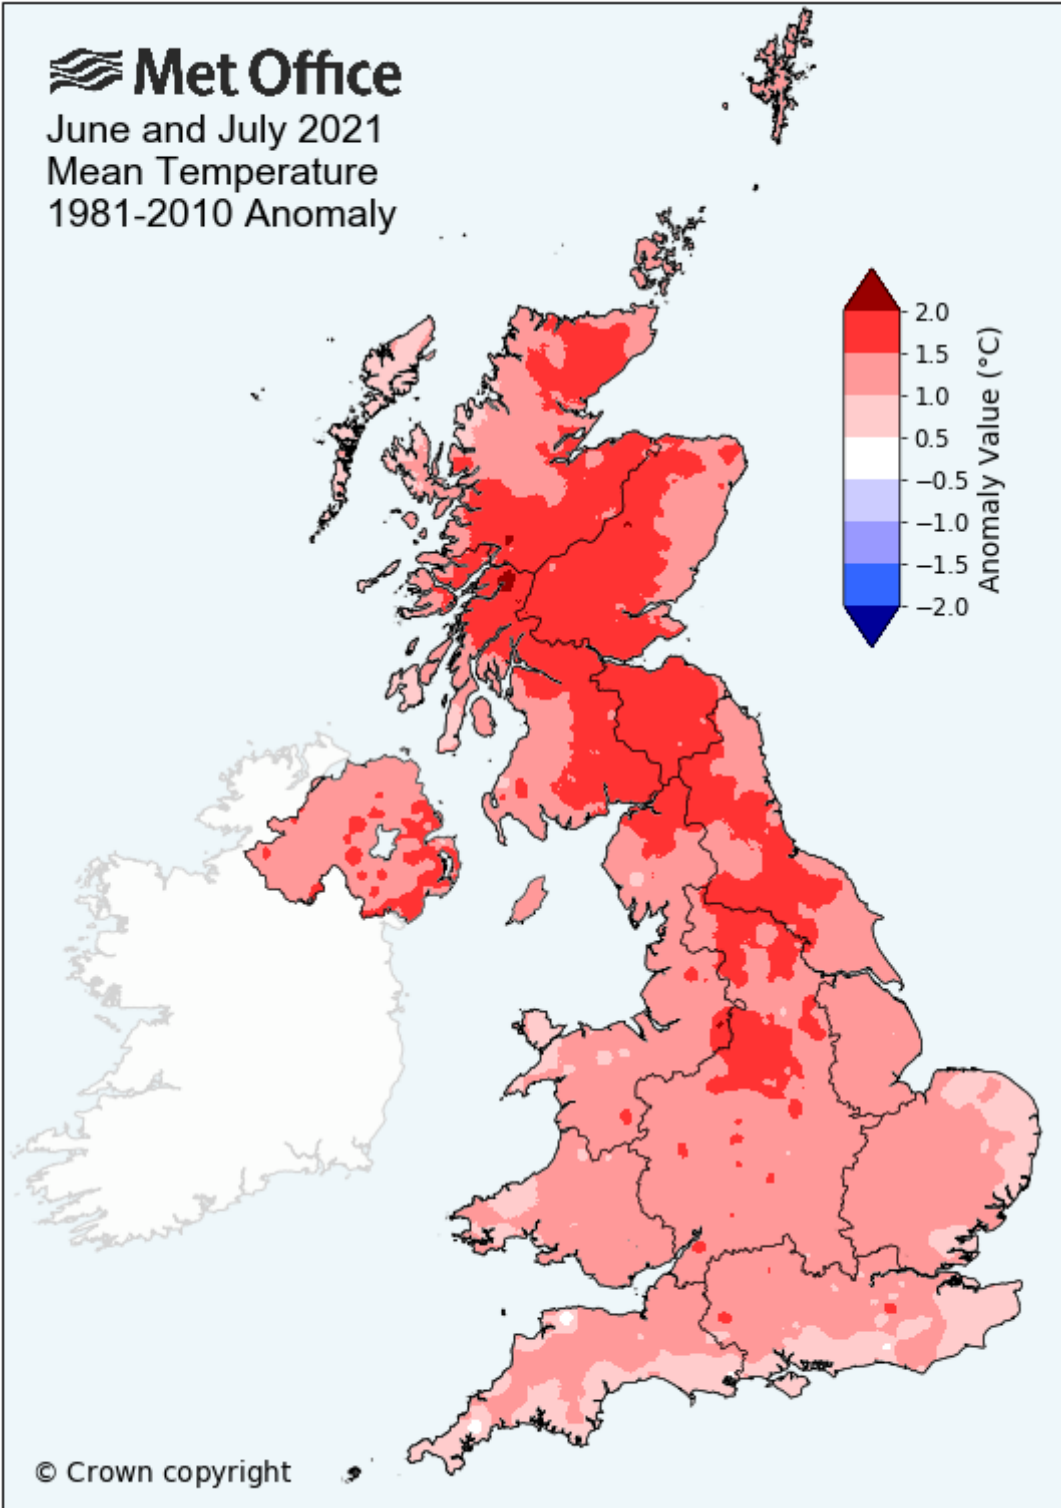 Met Office
June and July 2021
Mean Temperature
1981-2010 Anomaly
2.0
1.5
1.0
0.5
−0.5
−1.0
−1.5
−2.0
Anomaly Value (°C)
© Crown copyright